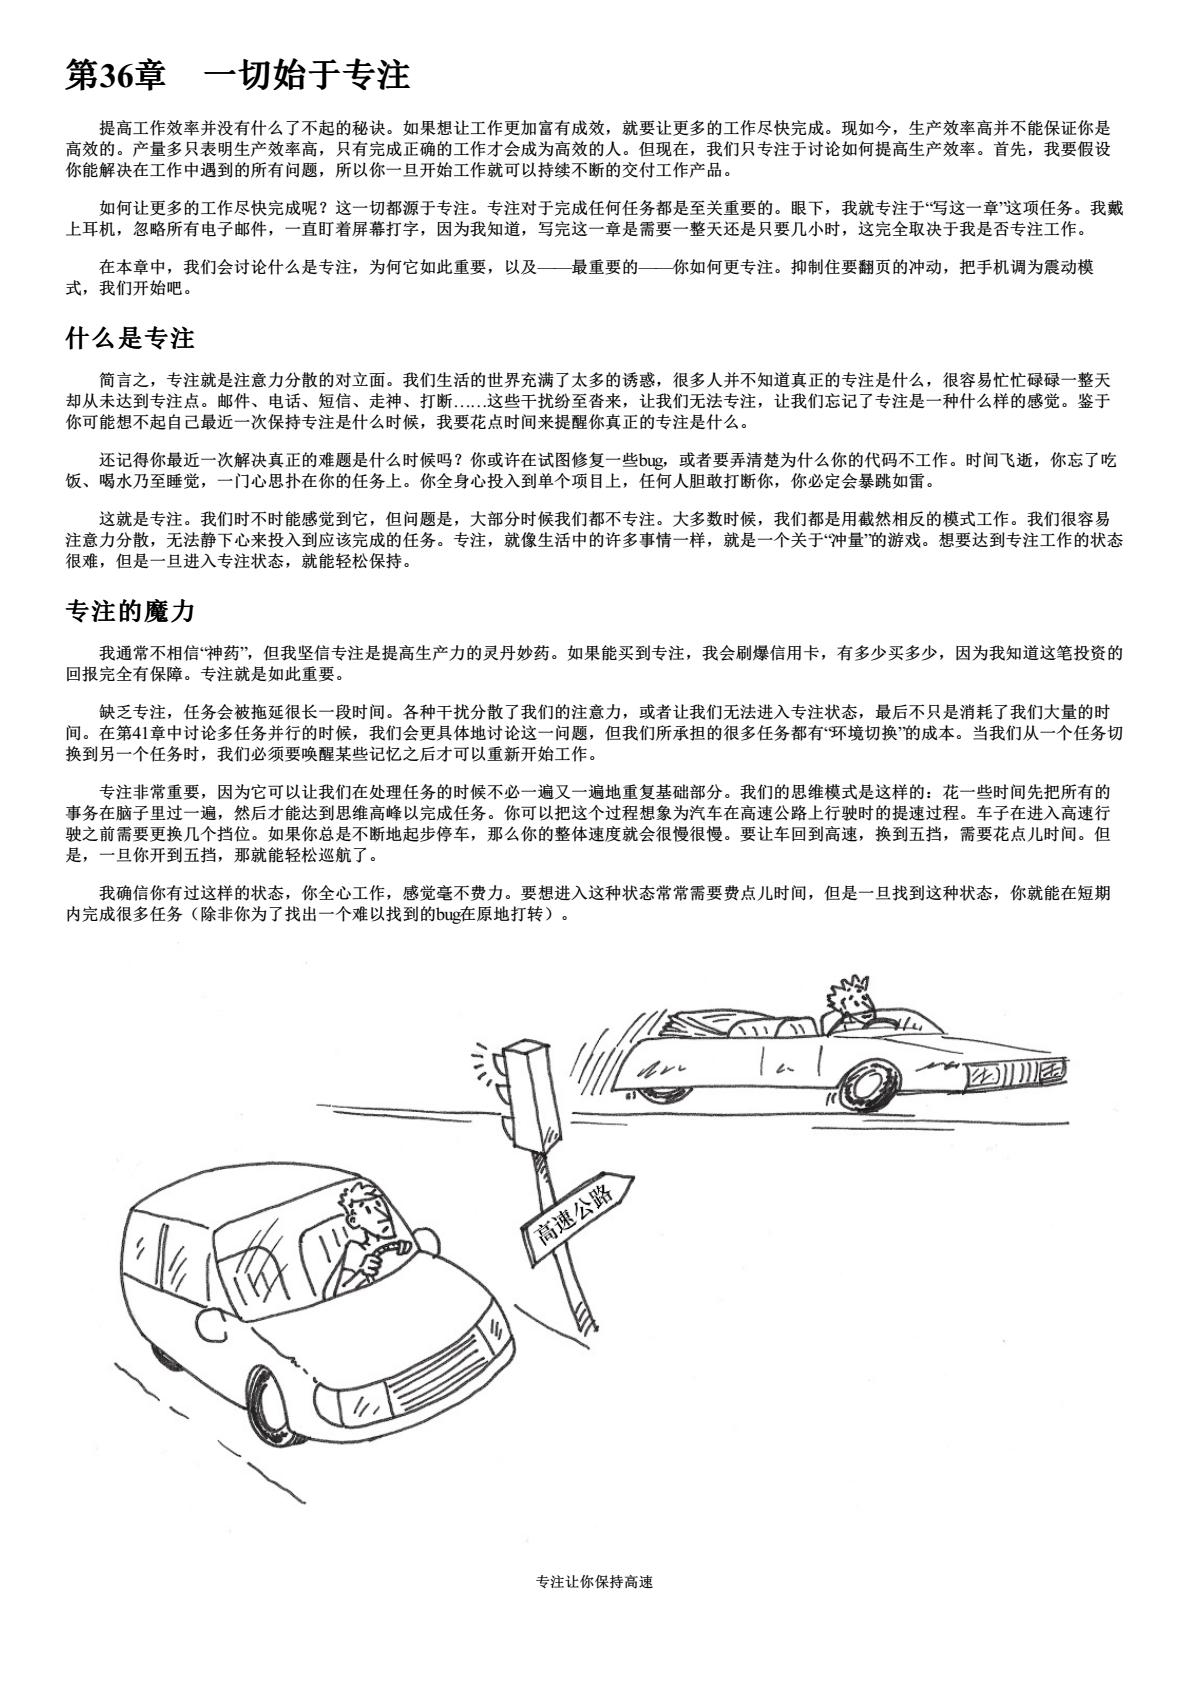 第36章　一切始于专注
提高工作效率并没有什么了不起的秘诀。如果想让工作更加富有成效，就要让更多的工作尽快完成。现如今，生产效率高并不能保证你是
高效的。产量多只表明生产效率高，只有完成正确的工作才会成为高效的人。但现在，我们只专注于讨论如何提高生产效率。首先，我要假设
你能解决在工作中遇到的所有问题，所以你一旦开始工作就可以持续不断的交付工作产品。
如何让更多的工作尽快完成呢？这一切都源于专注。专注对于完成任何任务都是至关重要的。眼下，我就专注于“写这一章”这项任务。我戴
上耳机，忽略所有电子邮件，一直盯着屏幕打字，因为我知道，写完这一章是需要一整天还是只要几小时，这完全取决于我是否专注工作。
在本章中，我们会讨论什么是专注，为何它如此重要，以及——最重要的——你如何更专注。抑制住要翻页的冲动，把手机调为震动模
式，我们开始吧。
什么是专注
简言之，专注就是注意力分散的对立面。我们生活的世界充满了太多的诱惑，很多人并不知道真正的专注是什么，很容易忙忙碌碌一整天
却从未达到专注点。邮件、电话、短信、走神、打断……这些干扰纷至沓来，让我们无法专注，让我们忘记了专注是一种什么样的感觉。鉴于
你可能想不起自己最近一次保持专注是什么时候，我要花点时间来提醒你真正的专注是什么。
还记得你最近一次解决真正的难题是什么时候吗？你或许在试图修复一些bug，或者要弄清楚为什么你的代码不工作。时间飞逝，你忘了吃
饭、喝水乃至睡觉，一门心思扑在你的任务上。你全身心投入到单个项目上，任何人胆敢打断你，你必定会暴跳如雷。
这就是专注。我们时不时能感觉到它，但问题是，大部分时候我们都不专注。大多数时候，我们都是用截然相反的模式工作。我们很容易
注意力分散，无法静下心来投入到应该完成的任务。专注，就像生活中的许多事情一样，就是一个关于“冲量”的游戏。想要达到专注工作的状态
很难，但是一旦进入专注状态，就能轻松保持。
专注的魔力
我通常不相信“神药”，但我坚信专注是提高生产力的灵丹妙药。如果能买到专注，我会刷爆信用卡，有多少买多少，因为我知道这笔投资的
回报完全有保障。专注就是如此重要。
缺乏专注，任务会被拖延很长一段时间。各种干扰分散了我们的注意力，或者让我们无法进入专注状态，最后不只是消耗了我们大量的时
间。在第41章中讨论多任务并行的时候，我们会更具体地讨论这一问题，但我们所承担的很多任务都有“环境切换”的成本。当我们从一个任务切
换到另一个任务时，我们必须要唤醒某些记忆之后才可以重新开始工作。
专注非常重要，因为它可以让我们在处理任务的时候不必一遍又一遍地重复基础部分。我们的思维模式是这样的：花一些时间先把所有的
事务在脑子里过一遍，然后才能达到思维高峰以完成任务。你可以把这个过程想象为汽车在高速公路上行驶时的提速过程。车子在进入高速行
驶之前需要更换几个挡位。如果你总是不断地起步停车，那么你的整体速度就会很慢很慢。要让车回到高速，换到五挡，需要花点儿时间。但
是，一旦你开到五挡，那就能轻松巡航了。
我确信你有过这样的状态，你全心工作，感觉毫不费力。要想进入这种状态常常需要费点儿时间，但是一旦找到这种状态，你就能在短期
内完成很多任务（除非你为了找出一个难以找到的bug在原地打转）。
高速公路
专注让你保持高速